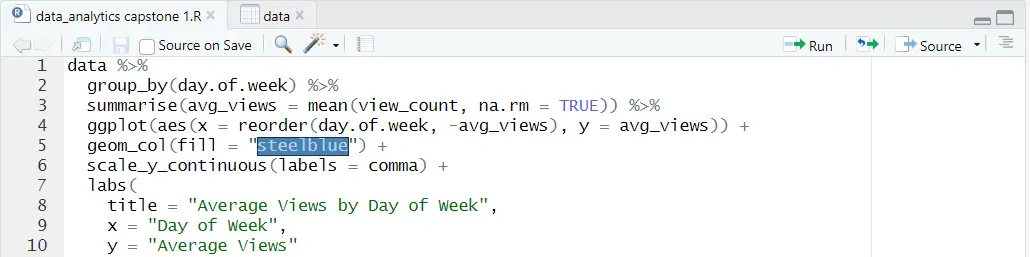 data_analytics capstone 1.R data
Source on Save Run Source
1 data %>%
2   group_by(day.of.week) %>%
3   summarise(avg_views = mean(view_count, na.rm = TRUE)) %>%
4   ggplot(aes(x = reorder(day.of.week, -avg_views), y = avg_views)) +
5   geom_col(fill = "steelblue") +
6   scale_y_continuous(labels = comma) +
7   labs(
8     title = "Average Views by Day of Week",
9     x = "Day of Week",
10     y = "Average Views"